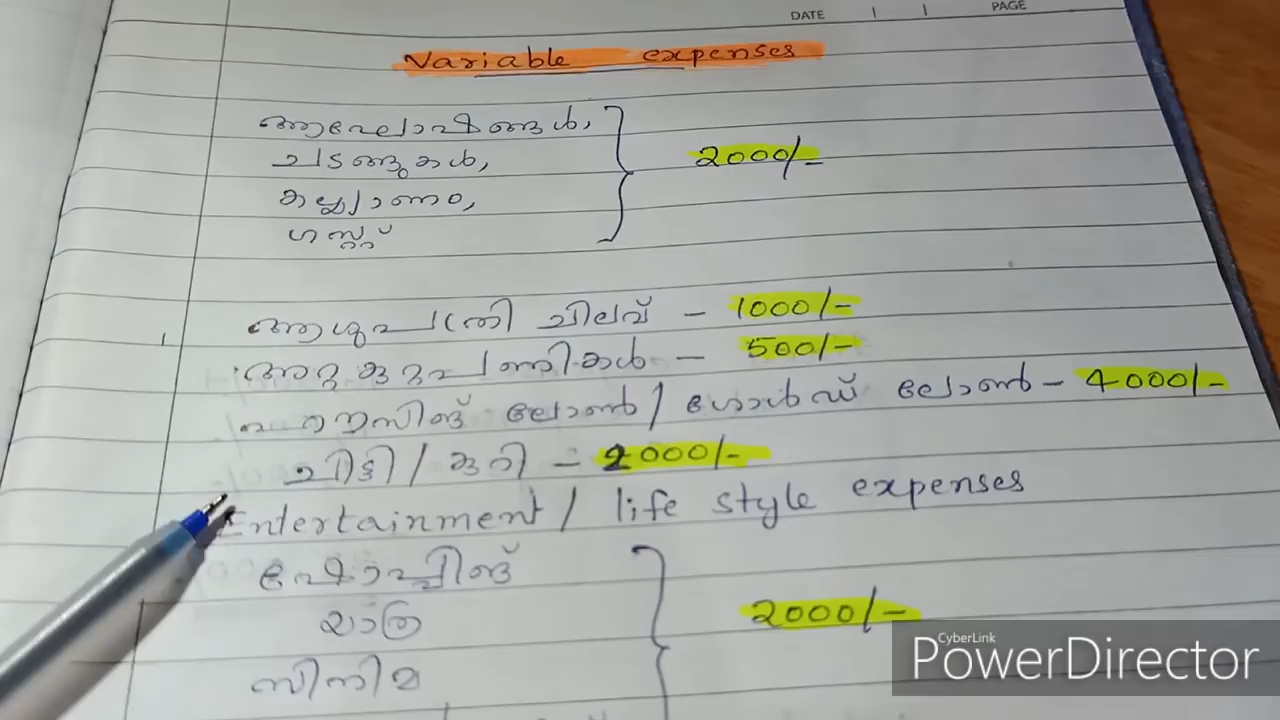 DATE | | PAGE
Variable expenses
ആഘോഷങ്ങൾ,
ചടങ്ങുകൾ, 2000/-
കല്യാണം,
ഗസ്റ്റ്
ആശുപത്രി ചിലവ് - 1000/-
അറ്റകുറ്റപണികൾ - 500/-
ഹൗസിങ് ലോൺ / ഗോൾഡ് ലോൺ - 4000/-
ചിട്ടി / കുറി - 2000/-
Entertainment / life style expenses
ഷോപ്പിങ്
യാത്ര 2000/-
സിനിമ
CyberLink
PowerDirector